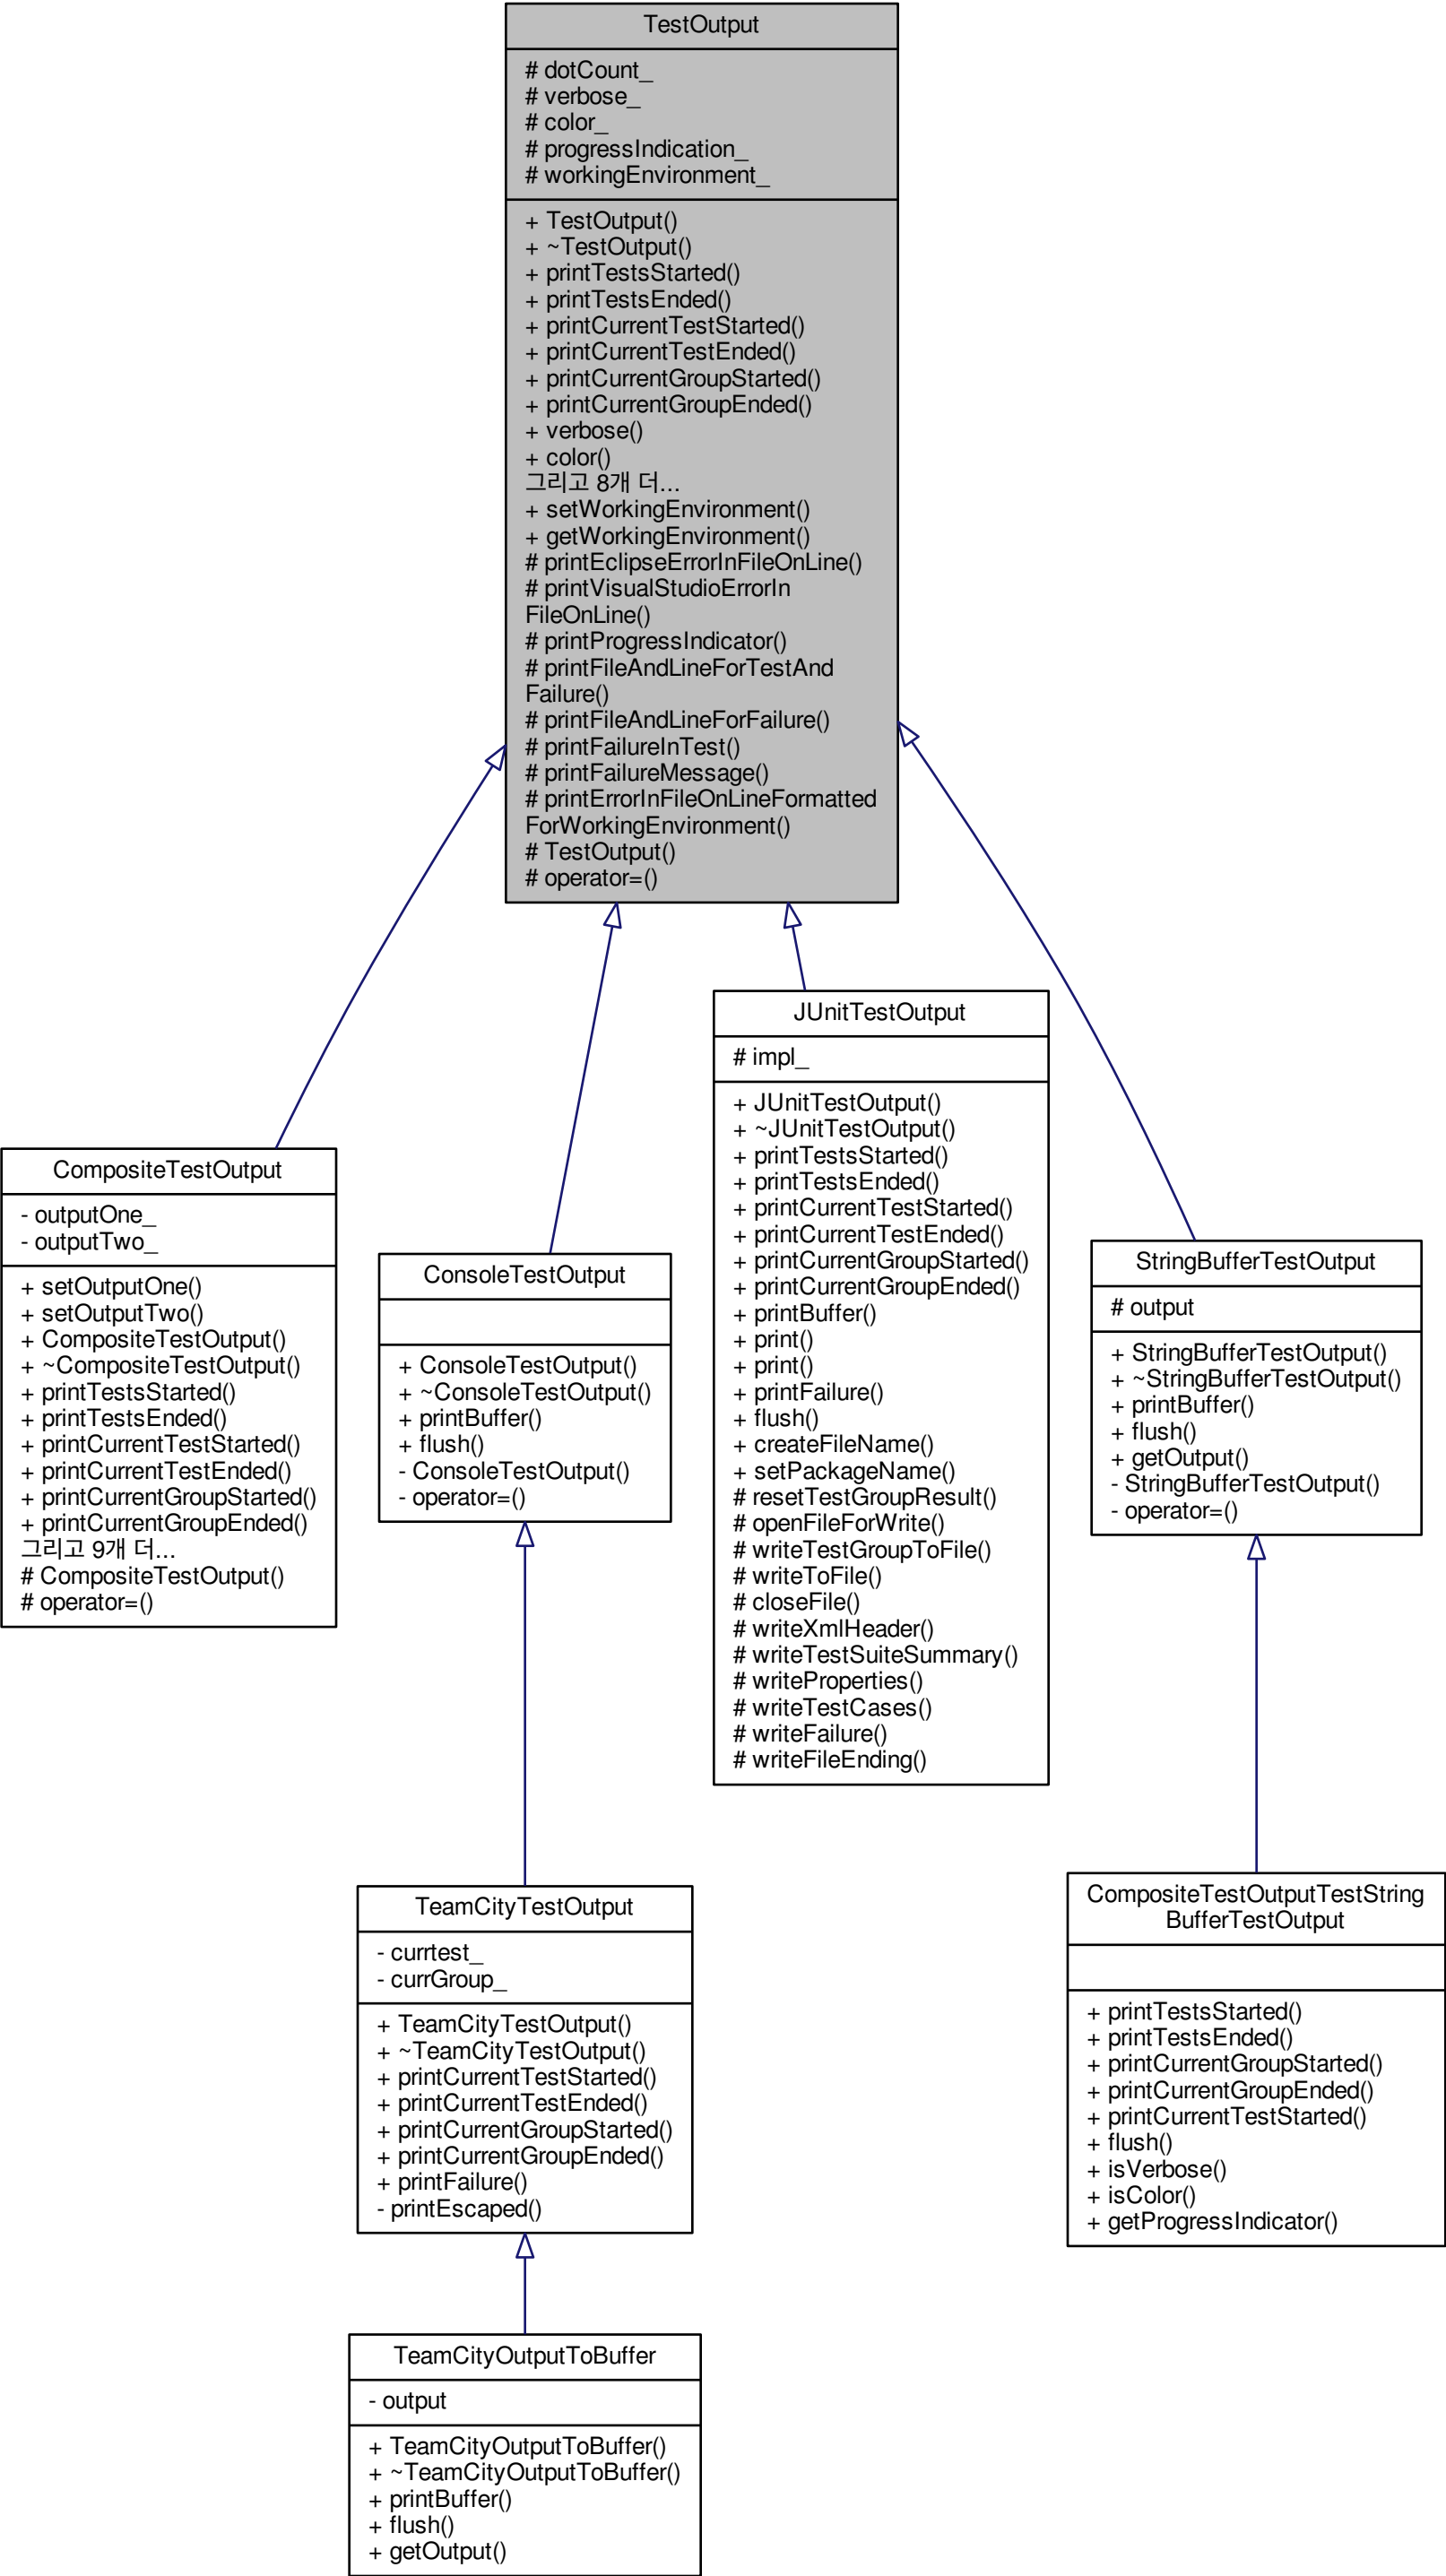 TestOutput
# dotCount_
# verbose_
# color_
# progressIndication_
# workingEnvironment_
+ TestOutput()
+ ~TestOutput()
+ printTestsStarted()
+ printTestsEnded()
+ printCurrentTestStarted()
+ printCurrentTestEnded()
+ printCurrentGroupStarted()
+ printCurrentGroupEnded()
+ verbose()
+ color()
그리고 8개 더...
+ setWorkingEnvironment()
+ getWorkingEnvironment()
# printEclipseErrorInFileOnLine()
# printVisualStudioErrorIn
FileOnLine()
# printProgressIndicator()
# printFileAndLineForTestAnd
Failure()
# printFileAndLineForFailure()
# printFailureInTest()
# printFailureMessage()
# printErrorInFileOnLineFormatted
ForWorkingEnvironment()
# TestOutput()
# operator=()
CompositeTestOutput
- outputOne_
- outputTwo_
+ setOutputOne()
+ setOutputTwo()
+ CompositeTestOutput()
+ ~CompositeTestOutput()
+ printTestsStarted()
+ printTestsEnded()
+ printCurrentTestStarted()
+ printCurrentTestEnded()
+ printCurrentGroupStarted()
+ printCurrentGroupEnded()
그리고 9개 더...
# CompositeTestOutput()
# operator=()
ConsoleTestOutput
+ ConsoleTestOutput()
+ ~ConsoleTestOutput()
+ printBuffer()
+ flush()
- ConsoleTestOutput()
- operator=()
JUnitTestOutput
# impl_
+ JUnitTestOutput()
+ ~JUnitTestOutput()
+ printTestsStarted()
+ printTestsEnded()
+ printCurrentTestStarted()
+ printCurrentTestEnded()
+ printCurrentGroupStarted()
+ printCurrentGroupEnded()
+ printBuffer()
+ print()
+ print()
+ printFailure()
+ flush()
+ createFileName()
+ setPackageName()
# resetTestGroupResult()
# openFileForWrite()
# writeTestGroupToFile()
# writeToFile()
# closeFile()
# writeXmlHeader()
# writeTestSuiteSummary()
# writeProperties()
# writeTestCases()
# writeFailure()
# writeFileEnding()
StringBufferTestOutput
# output
+ StringBufferTestOutput()
+ ~StringBufferTestOutput()
+ printBuffer()
+ flush()
+ getOutput()
- StringBufferTestOutput()
- operator=()
TeamCityTestOutput
- currtest_
- currGroup_
+ TeamCityTestOutput()
+ ~TeamCityTestOutput()
+ printCurrentTestStarted()
+ printCurrentTestEnded()
+ printCurrentGroupStarted()
+ printCurrentGroupEnded()
+ printFailure()
- printEscaped()
CompositeTestOutputTestString
BufferTestOutput
+ printTestsStarted()
+ printTestsEnded()
+ printCurrentGroupStarted()
+ printCurrentGroupEnded()
+ printCurrentTestStarted()
+ flush()
+ isVerbose()
+ isColor()
+ getProgressIndicator()
TeamCityOutputToBuffer
- output
+ TeamCityOutputToBuffer()
+ ~TeamCityOutputToBuffer()
+ printBuffer()
+ flush()
+ getOutput()